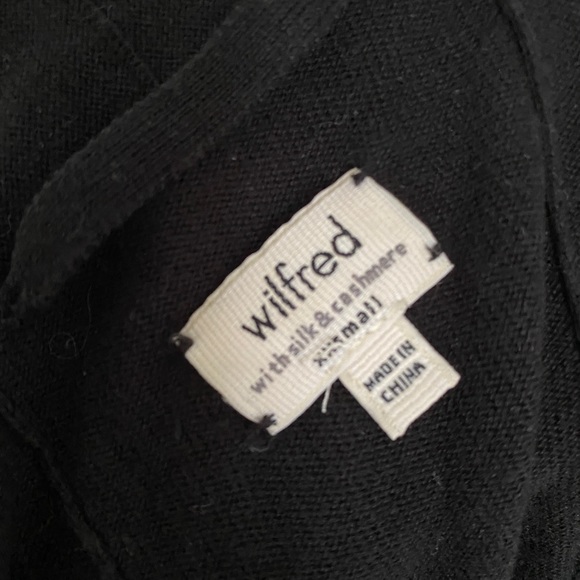 wilfred
with silk & cashmere
xxsmall
MADE IN
CHINA